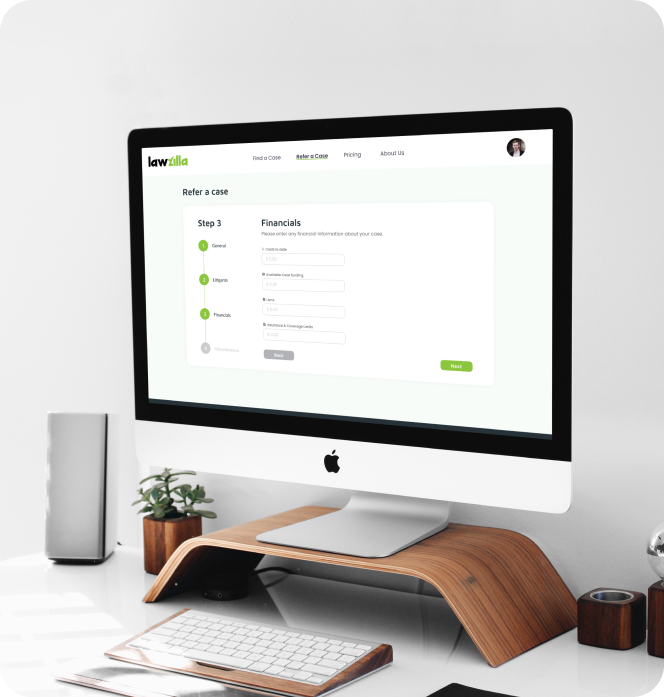 lawzilla
Find a Case
Refer a Case
Pricing
About Us
Refer a case
Step 3
1 General
2 Litigants
3 Financials
4
Financials
Please enter any financial information about your case.
Costs to date
$ 0.00
Available Case funding
$ 0.00
Liens
$ 0.00
Insurance & Coverage Limits
$ 0.00
Back
Next